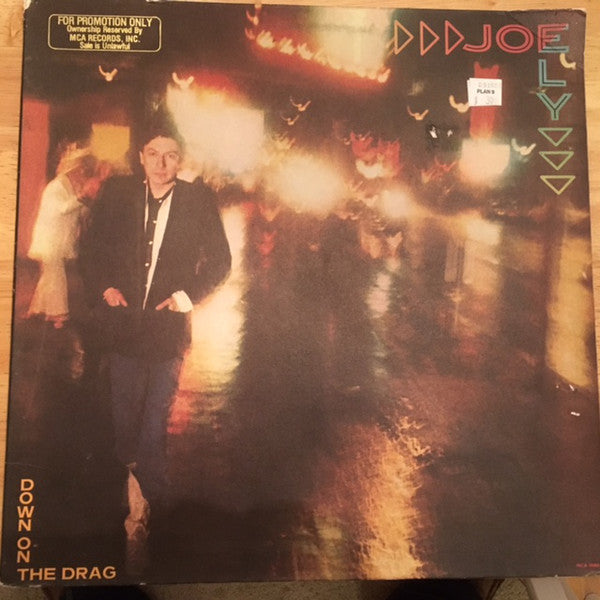 FOR PROMOTION ONLY
Ownership Reserved By
MCA RECORDS, INC.
Sale is Unlawful
JOE
ELY
PLAN 9
DOWN ON
THE DRAG